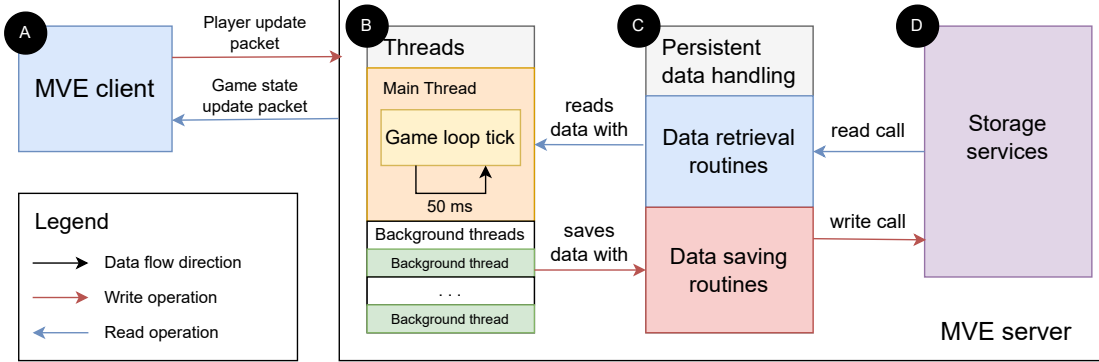 A
MVE client
Player update
packet
Game state
update packet
B
Threads
Main Thread
Game loop tick
50 ms
Background threads
Background thread
. . .
Background thread
reads
data with
saves
data with
C
Persistent
data handling
Data retrieval
routines
Data saving
routines
read call
write call
D
Storage
services
MVE server
Legend
Data flow direction
Write operation
Read operation